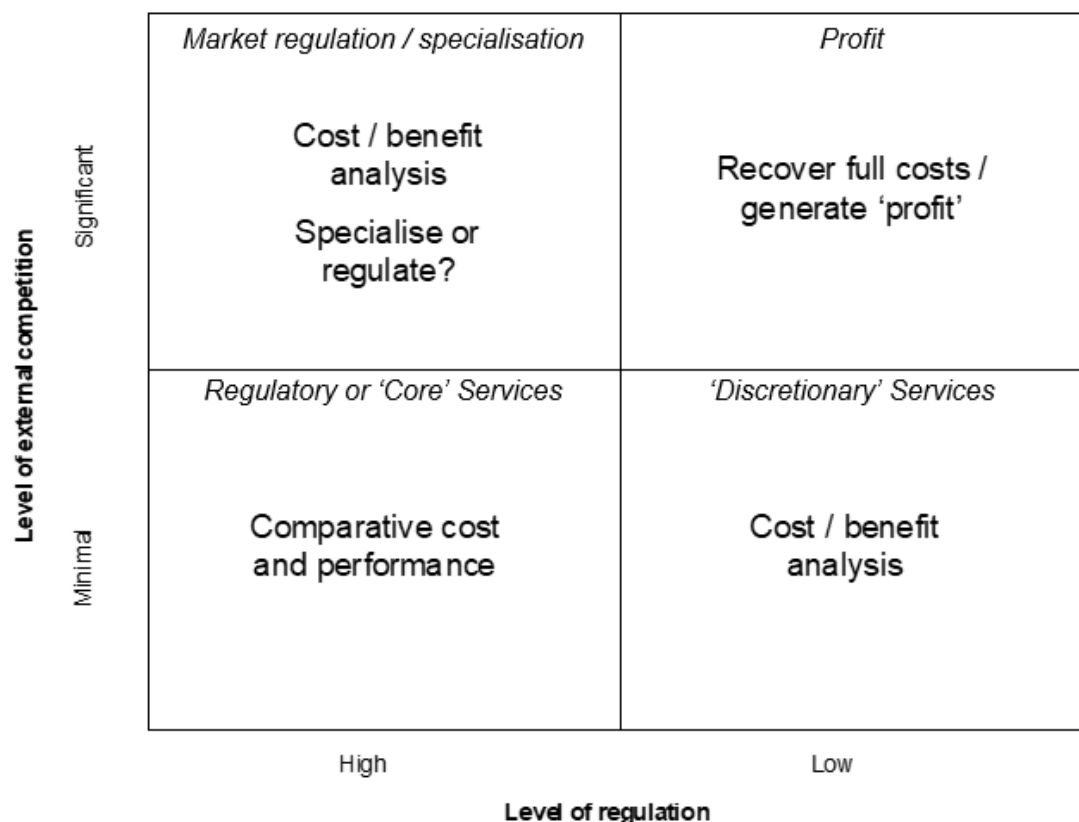 Market regulation / specialisation
Profit
Cost / benefit
analysis
Specialise or
regulate?
Recover full costs /
generate ‘profit’
Regulatory or ‘Core’ Services
‘Discretionary’ Services
Comparative cost
and performance
Cost / benefit
analysis
Level of external competition
Significant
Minimal
High
Low
Level of regulation